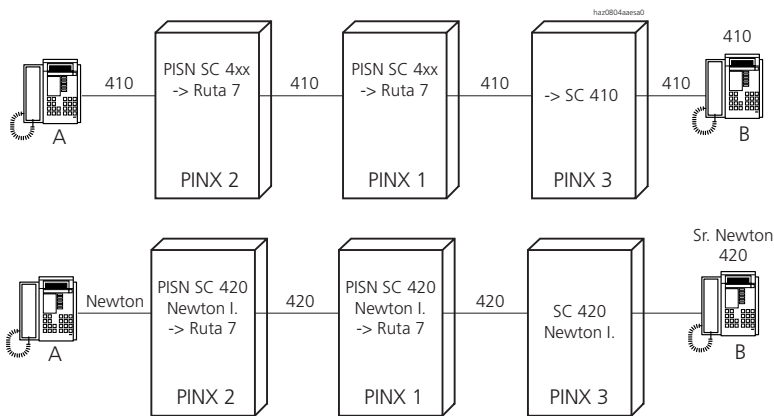 haz0804aaesa0
410
PISN SC 4xx
-> Ruta 7
410
PISN SC 4xx
-> Ruta 7
410
-> SC 410
410
410
A
PINX 2
PINX 1
PINX 3
B
Sr. Newton
420
Newton
PISN SC 420
Newton I.
-> Ruta 7
420
PISN SC 420
Newton I.
-> Ruta 7
420
SC 420
Newton I.
A
PINX 2
PINX 1
PINX 3
B